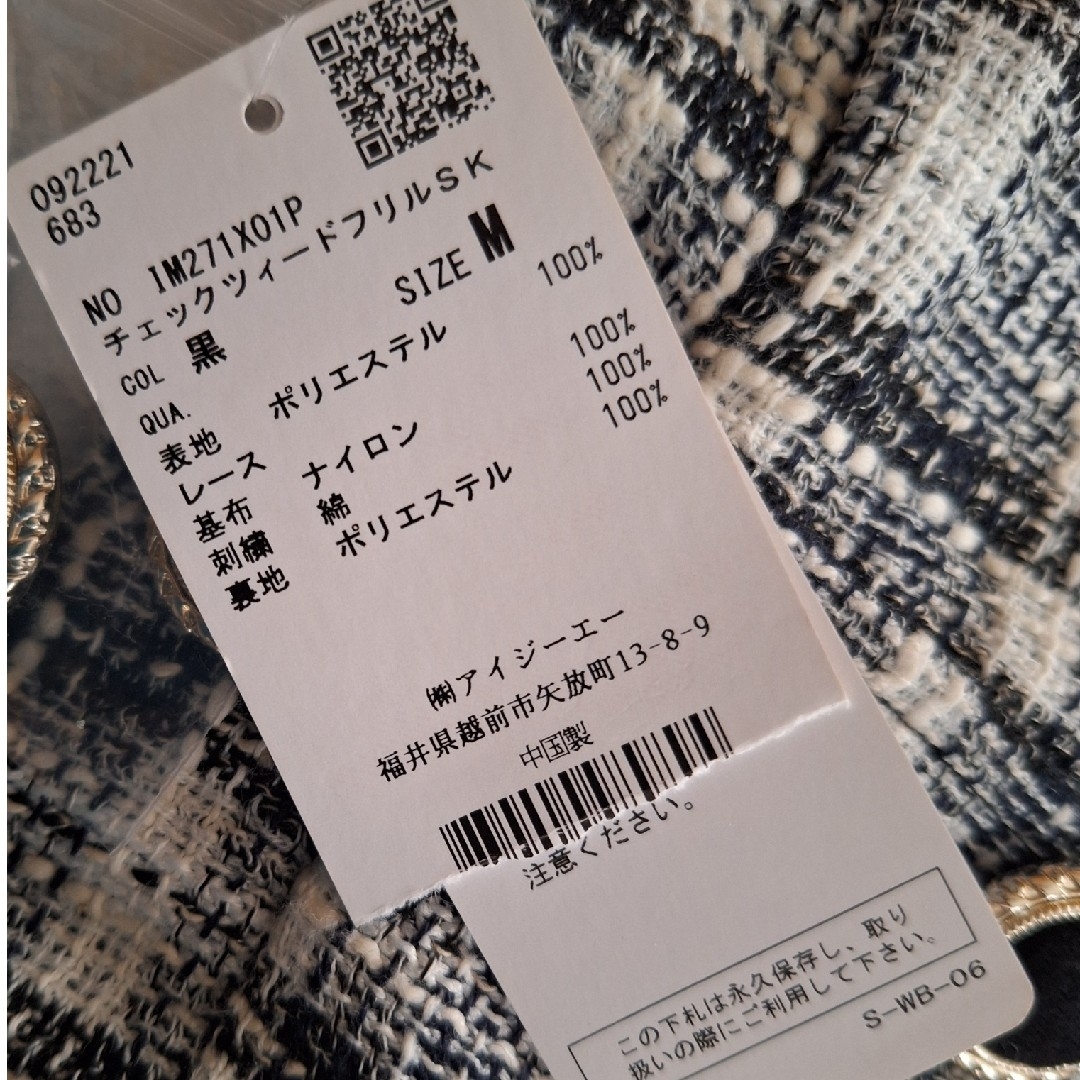 092221
683
NO IM271X01P
チェックツィードフリルSK
COL 黒 SIZE M
QUA.
表地 ポリエステル 100%
レース
基布 ナイロン 100%
刺繍 綿 100%
裏地 ポリエステル 100%
㈱アイジーエー
福井県越前市矢放町13-8-9
中国製
注意ください。
この下札は永久保存し、取り
扱いの際にご利用して下さい。
S-WB-06